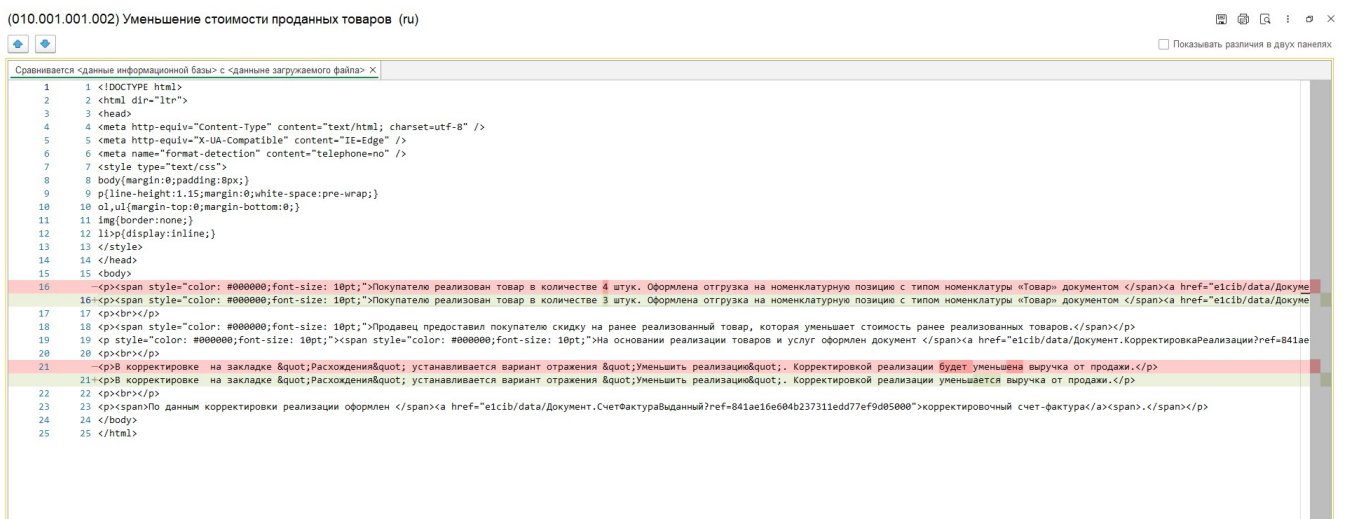 (010.001.001.002) Уменьшение стоимости проданных товаров (ru)
Показывать различия в двух панелях
Сравнивается <данные информационной базы> с <данныне загружаемого файла> ×
1 1 <!DOCTYPE html>
2 2 <html dir="ltr">
3 3 <head>
4 4 <meta http-equiv="Content-Type" content="text/html; charset=utf-8" />
5 5 <meta http-equiv="X-UA-Compatible" content="IE=Edge" />
6 6 <meta name="format-detection" content="telephone=no" />
7 7 <style type="text/css">
8 8 body{margin:0;padding:8px;}
9 9 p{line-height:1.15;margin:0;white-space:pre-wrap;}
10 10 ol,ul{margin-top:0;margin-bottom:0;}
11 11 img{border:none;}
12 12 li>p{display:inline;}
13 13 </style>
14 14 </head>
15 15 <body>
16 −<p><span style="color: #000000;font-size: 10pt;">Покупателю реализован товар в количестве 4 штук. Оформлена отгрузка на номенклатурную позицию с типом номенклатуры «Товар» документом </span><a href="e1cib/data/Докуме
16+<p><span style="color: #000000;font-size: 10pt;">Покупателю реализован товар в количестве 3 штук. Оформлена отгрузка на номенклатурную позицию с типом номенклатуры «Товар» документом </span><a href="e1cib/data/Докуме
17 17 <p><br></p>
18 18 <p><span style="color: #000000;font-size: 10pt;">Продавец предоставил покупателю скидку на ранее реализованный товар, которая уменьшает стоимость ранее реализованных товаров.</span></p>
19 19 <p style="color: #000000;font-size: 10pt;"><span style="color: #000000;font-size: 10pt;">На основании реализации товаров и услуг оформлен документ </span><a href="e1cib/data/Документ.КорректировкаРеализации?ref=841ae
20 20 <p><br></p>
21 −<p>В корректировке  на закладке &quot;Расхождения&quot; устанавливается вариант отражения &quot;Уменьшить реализацию&quot;. Корректировкой реализации будет уменьшена выручка от продажи.</p>
21+<p>В корректировке  на закладке &quot;Расхождения&quot; устанавливается вариант отражения &quot;Уменьшить реализацию&quot;. Корректировкой реализации уменьшается выручка от продажи.</p>
22 22 <p><br></p>
23 23 <p><span>По данным корректировки реализации оформлен </span><a href="e1cib/data/Документ.СчетФактураВыданный?ref=841ae16e604b237311edd77ef9d05000">корректировочный счет-фактура</a><span>.</span></p>
24 24 </body>
25 25 </html>